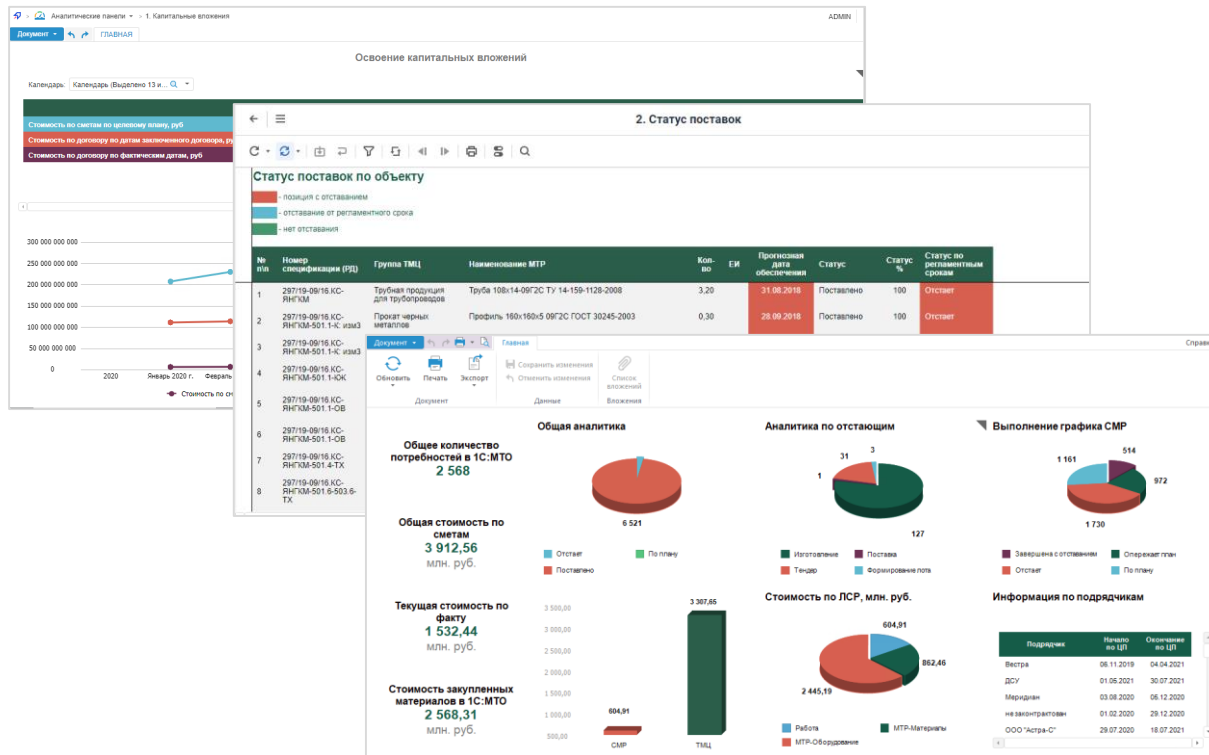 Аналитические панели > 1. Капитальные вложения
ADMIN
Документ
ГЛАВНАЯ
Освоение капитальных вложений
Календарь: Календарь (Выделено 13 и...
Стоимость по сметам по целевому плану, руб
Стоимость по договору по датам заключенного договора, ру
Стоимость по договору по фактическим датам, руб
300 000 000 000
250 000 000 000
200 000 000 000
150 000 000 000
100 000 000 000
50 000 000 000
0
2020 Январь 2020 г. Февраль
Стоимость по см
2. Статус поставок
Статус поставок по объекту
- позиция с отставанием
- отставание от регламентного срока
- нет отставания
№ п\п Номер спецификации (РД) Группа ТМЦ Наименование МТР Кол-во ЕИ Прогнозная дата обеспечения Статус Статус % Статус по регламентным срокам
1 297/19-09/16.КС-ЯНГКМ Трубная продукция для трубопроводов Труба 108х14-09Г2С ТУ 14-159-1128-2008 3,20 31.08.2018 Поставлено 100 Отстает
2 297/19-09/16.КС-ЯНГКМ-501.1-К изм3 Прокат черных металлов Профиль 160х160х5 09Г2С ГОСТ 30245-2003 0,30 28.09.2018 Поставлено 100 Отстает
3 297/19-09/16.КС-ЯНГКМ-501.1-К изм3
4 297/19-09/16.КС-ЯНГКМ-501.1-КЖ
5 297/19-09/16.КС-ЯНГКМ-501.1-ОВ
6 297/19-09/16.КС-ЯНГКМ-501.1-ОВ
7 297/19-09/16.КС-ЯНГКМ-501.4-ТХ
8 297/19-09/16.КС-ЯНГКМ-501.6-503.6-ТХ
Документ
Главная
Справк
Обновить Печать Экспорт
Сохранить изменения
Отменить изменения
Список вложений
Документ Данные Вложения
Общее количество
потребностей в 1С:МТО
2 568
Общая стоимость по
сметам
3 912,56
млн. руб.
Текущая стоимость по
факту
1 532,44
млн. руб.
Стоимость закупленных
материалов в 1С:МТО
2 568,31
млн. руб.
Общая аналитика
6 521
Отстает По плану
Поставлено
Аналитика по отстающим
31 3
1
127
Изготовление Поставка
Тендер Формирование лота
Выполнение графика СМР
514
1 161
972
1 730
Завершена с отставанием Опережает план
Отстает По плану
3 500,00
3 000,00
2 500,00
2 000,00
1 500,00
1 000,00
500,00
3 307,65
604,91
СМР ТМЦ
Стоимость по ЛСР, млн. руб.
604,91
862,46
2 445,19
Работа МТР-Материалы
МТР-Оборудование
Информация по подрядчикам
Подрядчик Начало по ЦП Окончание по ЦП
Вестра 06.11.2019 04.04.2021
ДСУ 01.05.2021 30.07.2021
Меридиан 03.08.2020 06.12.2020
не законтрактован 01.02.2020 29.12.2020
ООО "Астра-С" 29.07.2020 18.07.2021